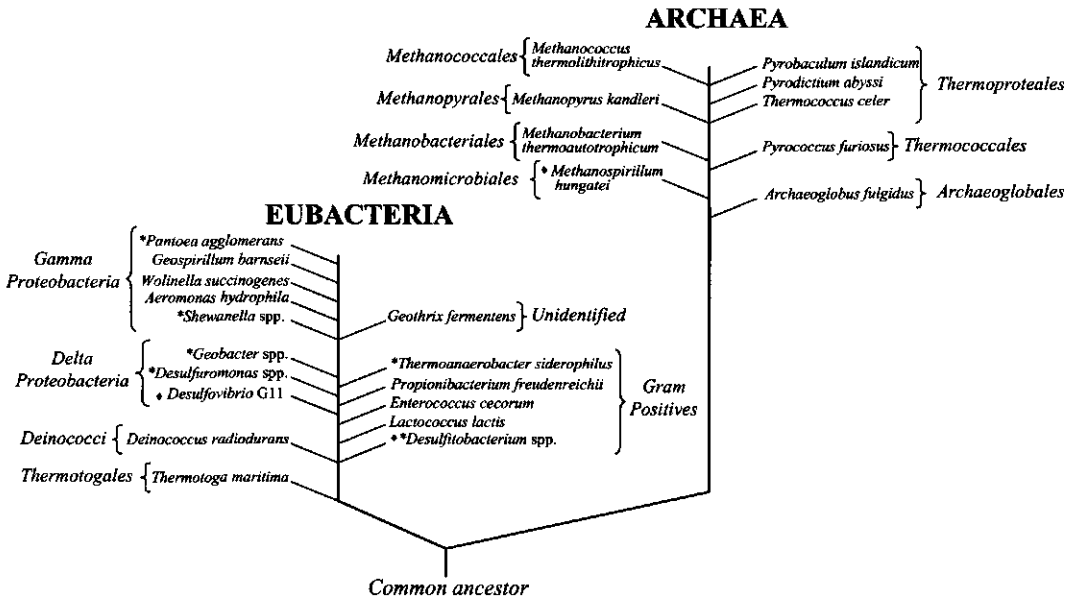 ARCHAEA
Methanococcales
Methanococcus
thermolithitrophicus
Methanopyrales
Methanopyrus kandleri
Methanobacteriales
Methanobacterium
thermoautotrophicum
Methanomicrobiales
♦ Methanospirillum
hungatei
Pyrobaculum islandicum
Pyrodictium abyssi
Thermococcus celer
Thermoproteales
Pyrococcus furiosus
Thermococcales
Archaeoglobus fulgidus
Archaeoglobales
EUBACTERIA
Gamma
Proteobacteria
*Pantoea agglomerans
Geospirillum barnseii
Wolinella succinogenes
Aeromonas hydrophila
*Shewanella spp.
Geothrix fermentens
Unidentified
Delta
Proteobacteria
*Geobacter spp.
*Desulfuromonas spp.
♦ Desulfovibrio G11
*Thermoanaerobacter siderophilus
Propionibacterium freudenreichii
Enterococcus cecorum
Lactococcus lactis
♦*Desulfitobacterium spp.
Gram
Positives
Deinococci
Deinococcus radiodurans
Thermotogales
Thermotoga maritima
Common ancestor